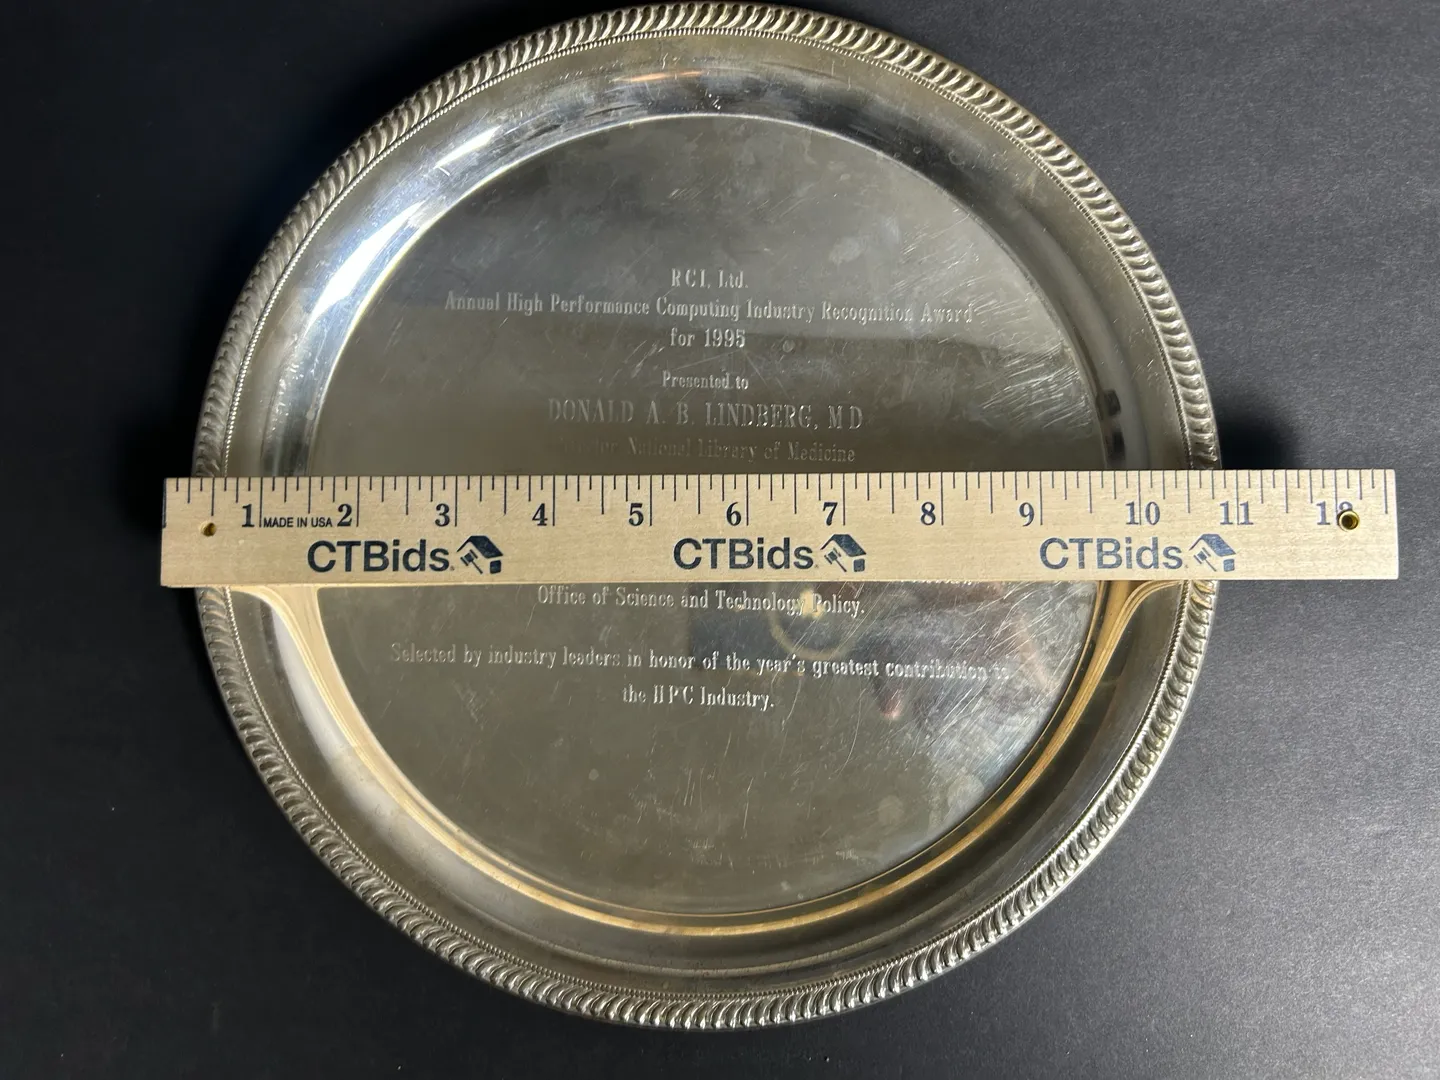 RCI, Ltd.
Annual High Performance Computing Industry Recognition Award
for 1995
Presented to
DONALD A. B. LINDBERG, MD
National Library of Medicine
1 2 3 4 5 6 7 8 9 10 11 12
MADE IN USA
CTBids CTBids CTBids
Office of Science and Technology Policy.
Selected by industry leaders in honor of the year's greatest contribution to
the HPC Industry.